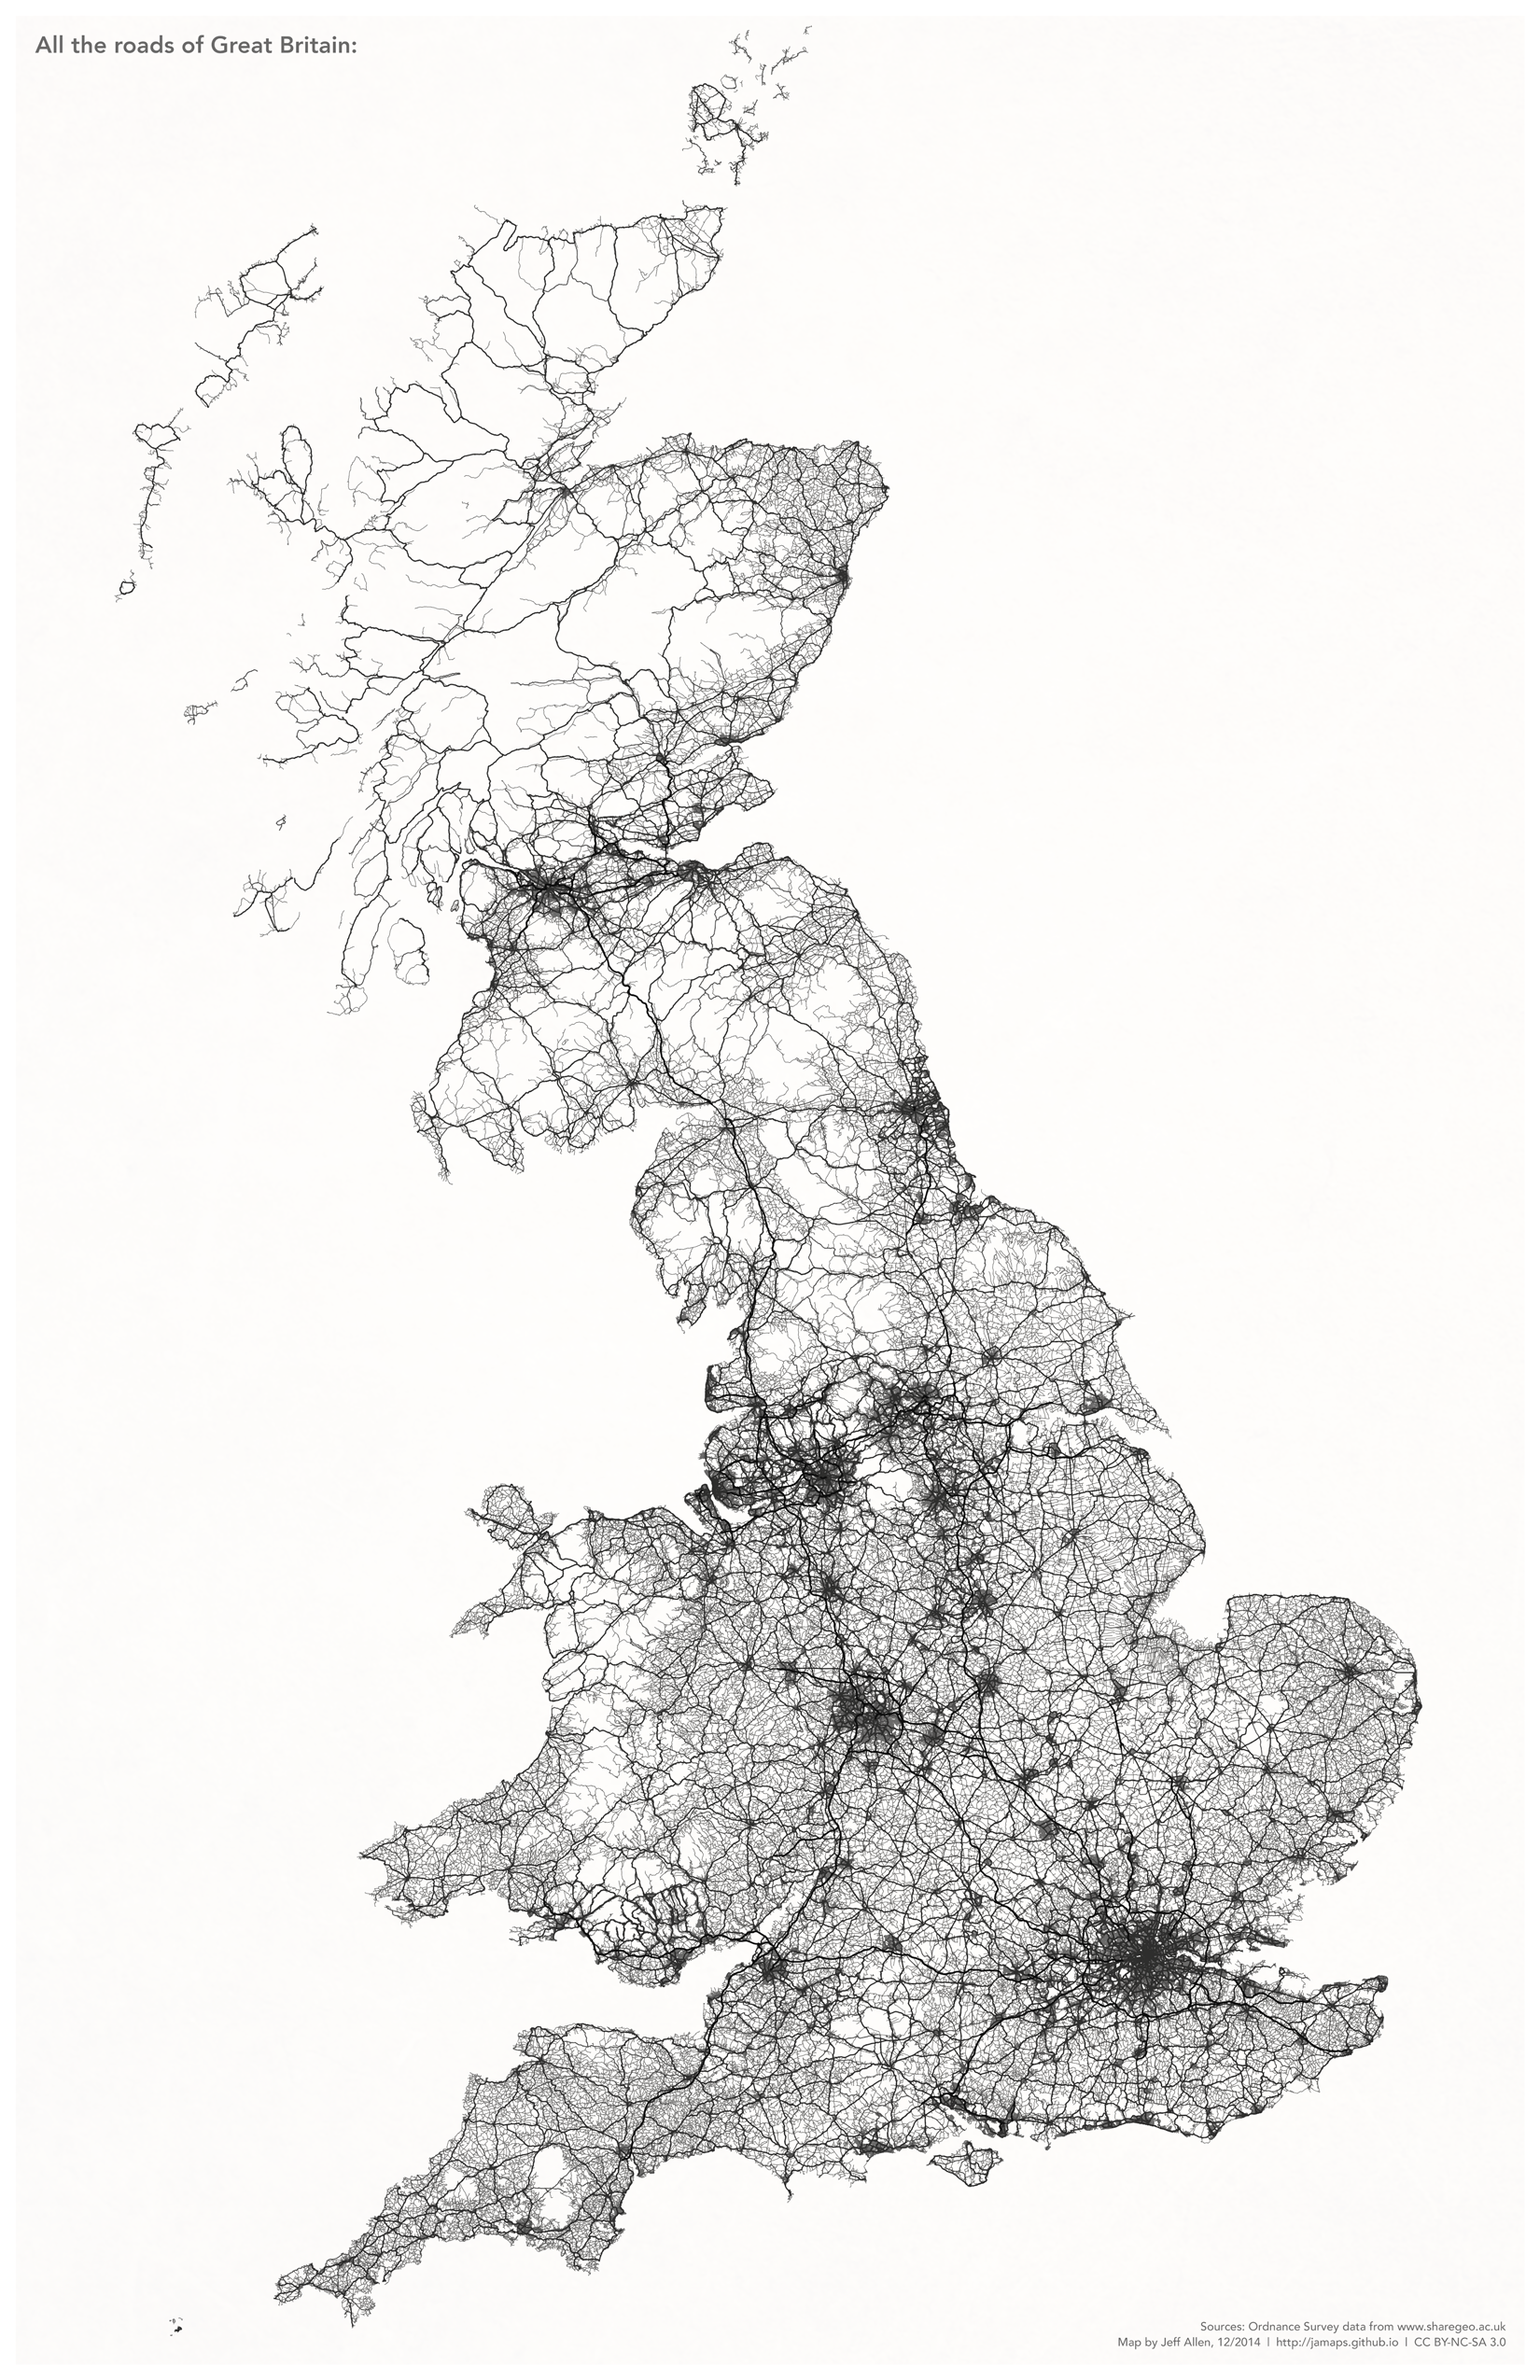 All the roads of Great Britain:
Sources: Ordnance Survey data from www.sharegeo.ac.uk
Map by Jeff Allen, 12/2014 | http://jamaps.github.io | CC BY-NC-SA 3.0